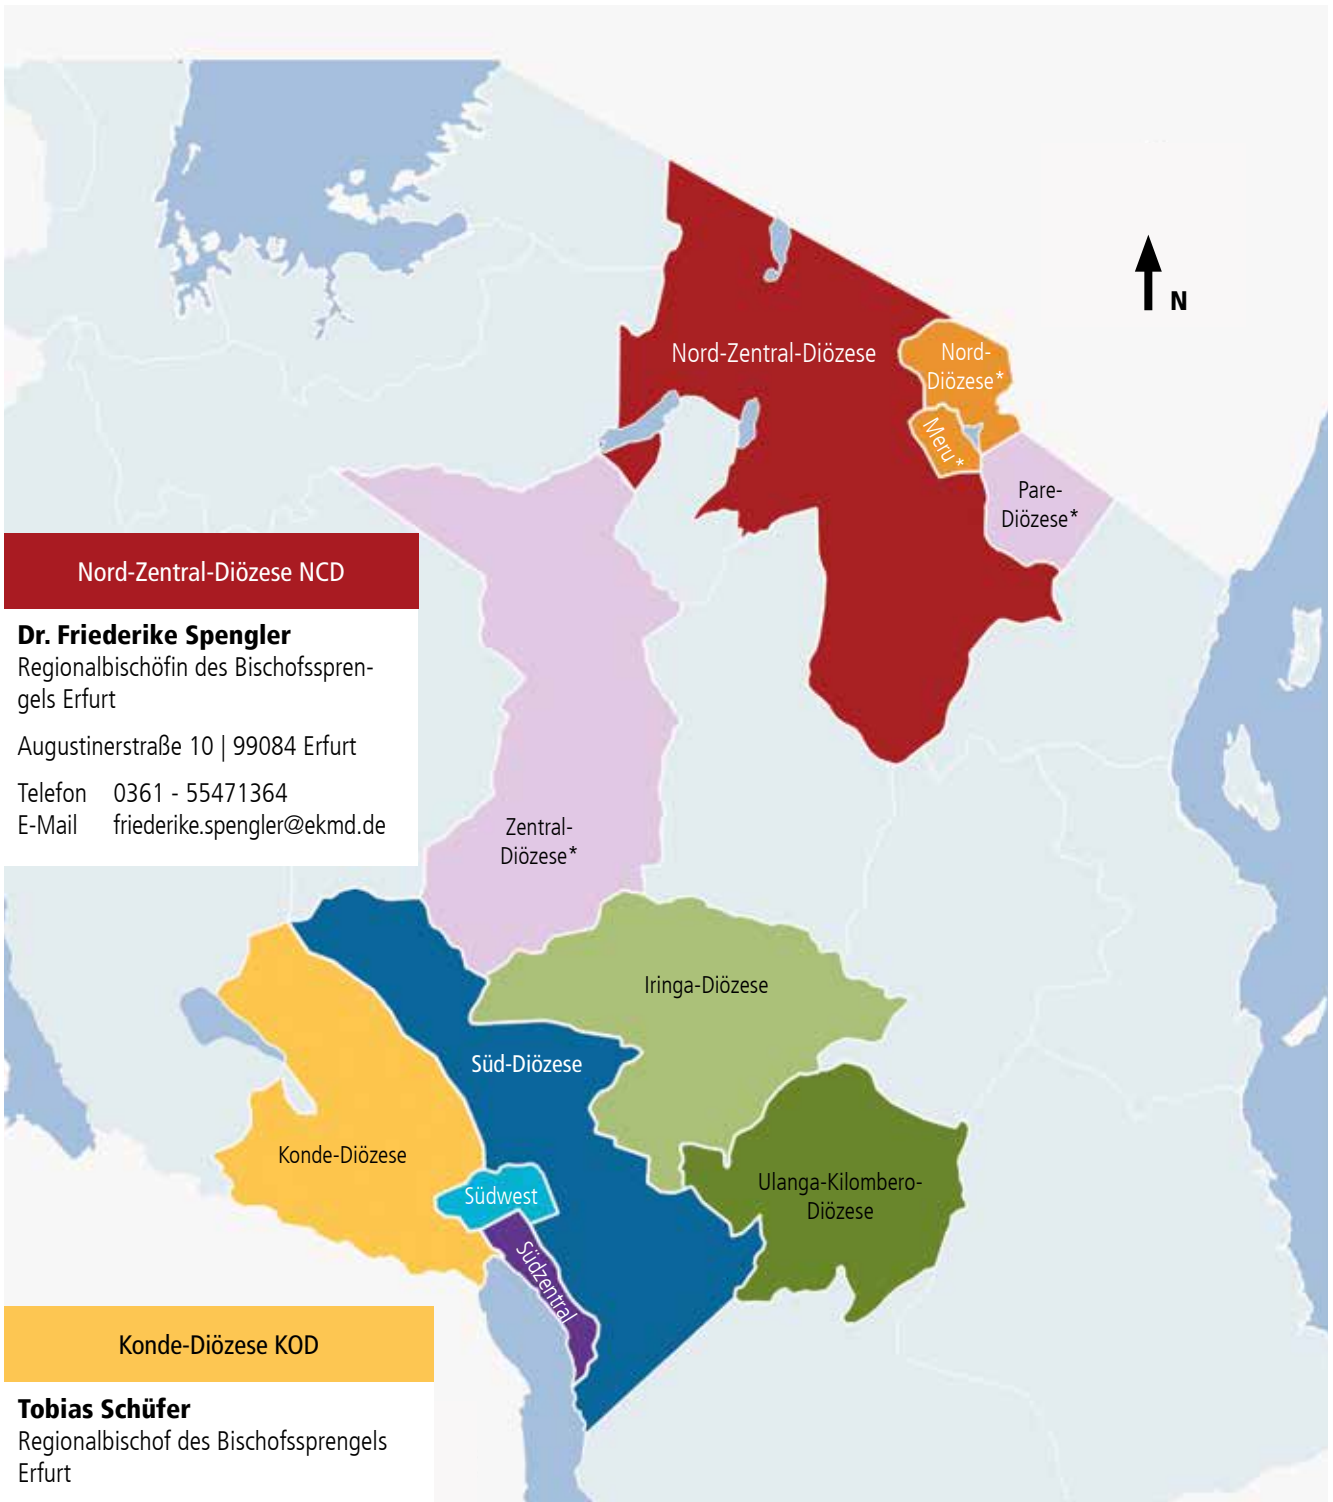 N
Nord-Zentral-Diözese
Nord-
Diözese*
Meru*
Pare-
Diözese*
Nord-Zentral-Diözese NCD
Dr. Friederike Spengler
Regionalbischöfin des Bischofsspren-
gels Erfurt
Augustinerstraße 10 | 99084 Erfurt
Telefon 0361 - 55471364
E-Mail friederike.spengler@ekmd.de
Zentral-
Diözese*
Iringa-Diözese
Süd-Diözese
Konde-Diözese
Südwest
Ulanga-Kilombero-
Diözese
Südzentral
Konde-Diözese KOD
Tobias Schüfer
Regionalbischof des Bischofssprengels
Erfurt